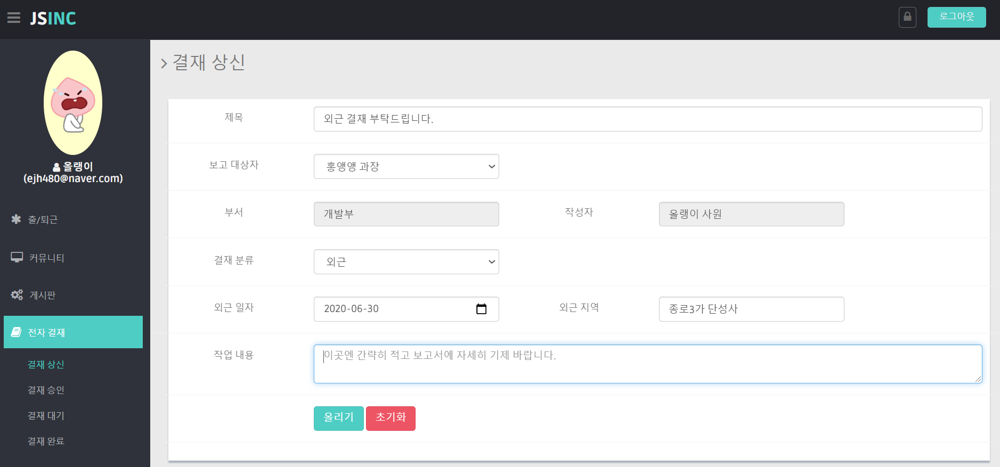 JSINC
로그아웃
올랭이
(ejh480@naver.com)
출/퇴근
커뮤니티
게시판
전자 결재
결재 상신
결재 승인
결재 대기
결재 완료
결재 상신
제목
외근 결재 부탁드립니다.
보고 대상자
홍앵앵 과장
부서
개발부
작성자
올랭이 사원
결재 분류
외근
외근 일자
2020-06-30
외근 지역
종로3가 단성사
작업 내용
이곳엔 간략히 적고 보고서에 자세히 기제 바랍니다.
올리기 초기화